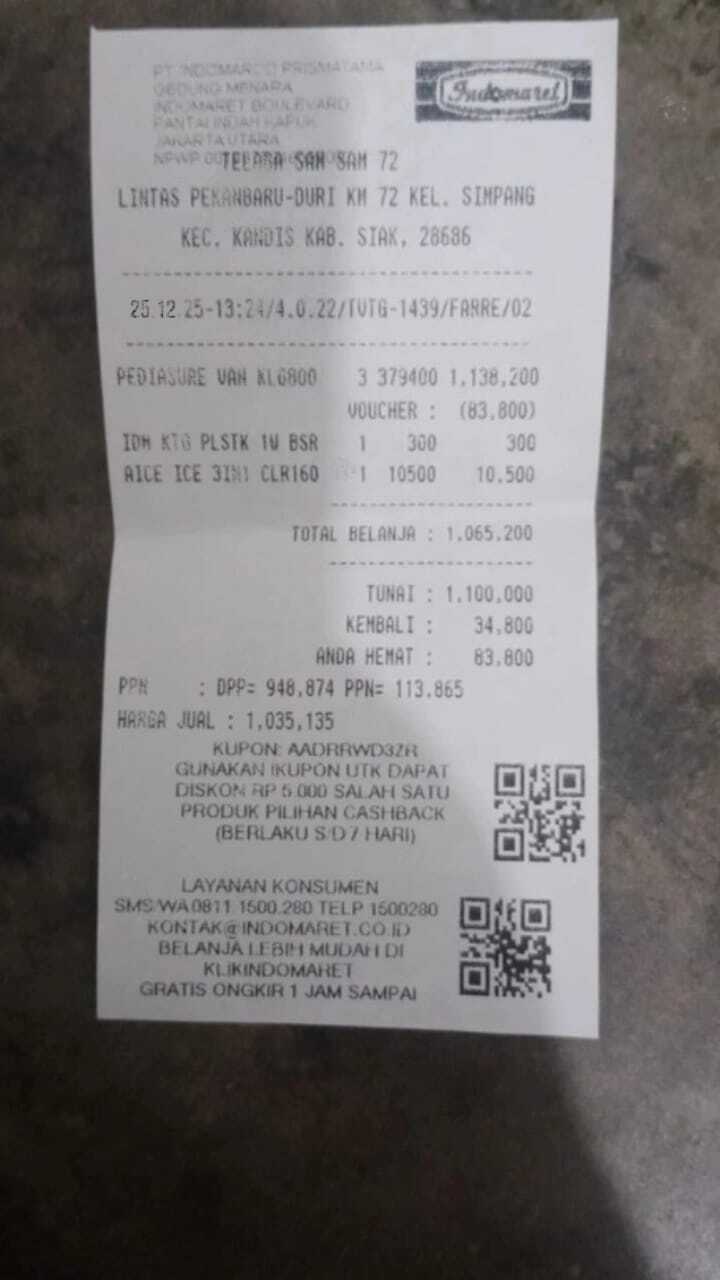 PT INDOMARCO PRISMATAMA
GEDUNG MENARA
INDOMARET BOULEVARD
PANTAI INDAH KAPUK
JAKARTA UTARA
NPWP
Indomaret
TELAGA SAM SAM 72
LINTAS PEKANBARU-DURI KM 72 KEL. SIMPANG
KEC. KANDIS KAB. SIAK, 28686
25.12.25-13:24/4.0.22/TVTG-1439/FARRE/02
PEDIASURE VAN KLG800 3 379400 1,138,200
VOUCHER : (83,800)
IDM KTG PLSTK 1W BSR 1 300 300
AICE ICE 3IN1 CLR160 1 10500 10,500
TOTAL BELANJA : 1,065,200
TUNAI : 1,100,000
KEMBALI : 34,800
ANDA HEMAT : 83,800
PPN : DPP= 948,874 PPN= 113,865
HARGA JUAL : 1,035,135
KUPON: AADRRWD3ZR
GUNAKAN IKUPON UTK DAPAT
DISKON RP 5.000 SALAH SATU
PRODUK PILIHAN CASHBACK
(BERLAKU S/D 7 HARI)
LAYANAN KONSUMEN
SMS/WA 0811.1500.280 TELP 1500280
KONTAK@INDOMARET.CO.ID
BELANJA LEBIH MUDAH DI
KLIKINDOMARET
GRATIS ONGKIR 1 JAM SAMPAI